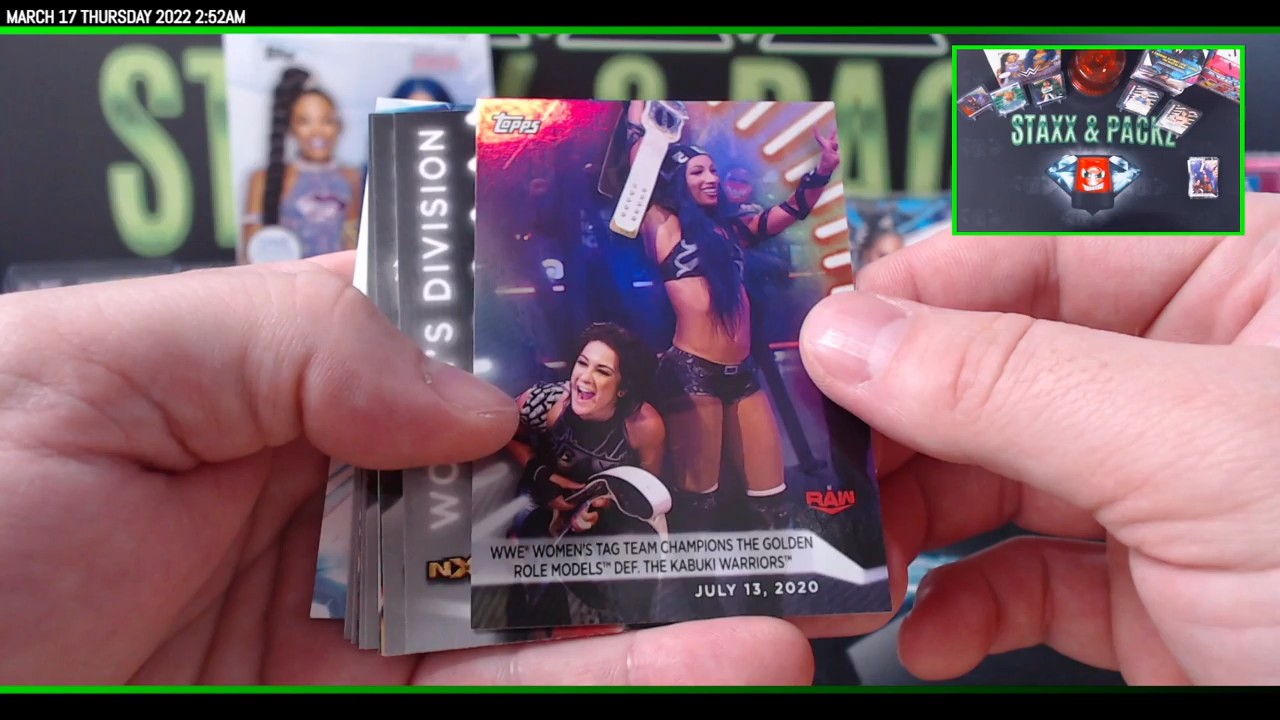 MARCH 17 THURSDAY 2022 2:52AM
STAXX & PACKZ
Topps
WOMEN'S DIVISION
NXT
RAW
WWE® WOMEN'S TAG TEAM CHAMPIONS THE GOLDEN
ROLE MODELS™ DEF. THE KABUKI WARRIORS™
JULY 13, 2020